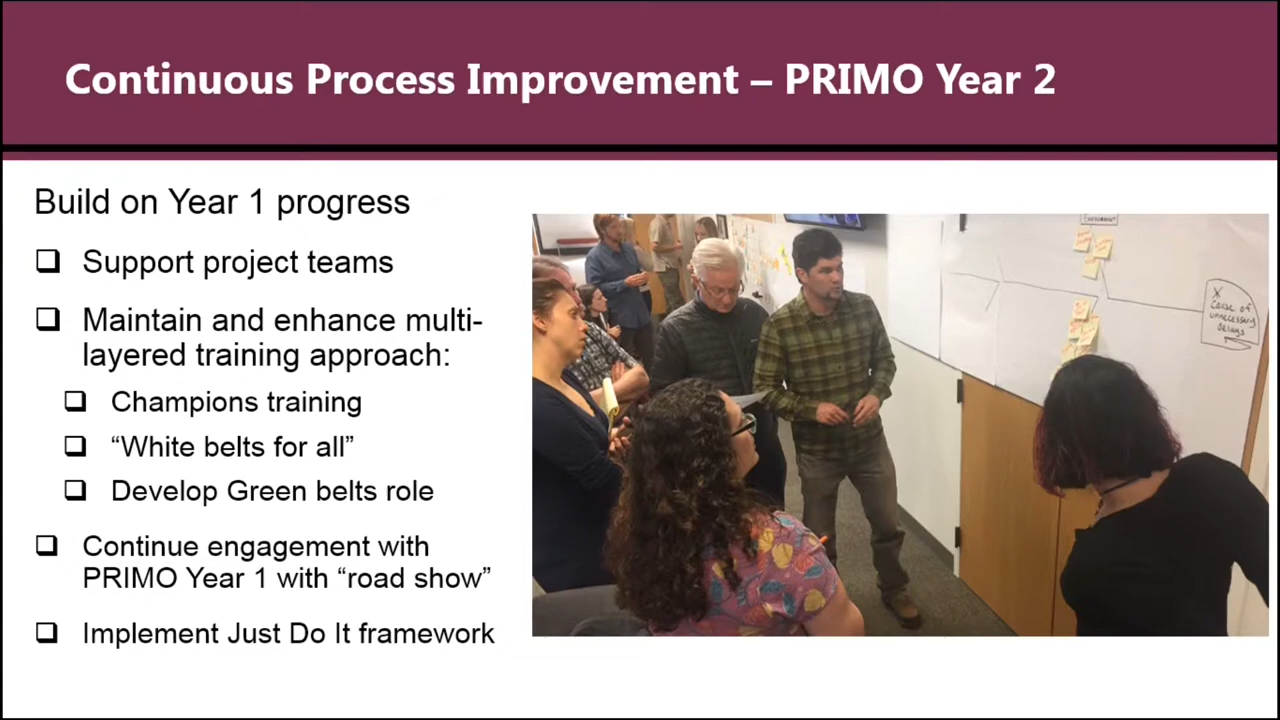 Continuous Process Improvement – PRIMO Year 2
Build on Year 1 progress
Support project teams
Maintain and enhance multi-
layered training approach:
Champions training
“White belts for all”
Develop Green belts role
Continue engagement with
PRIMO Year 1 with “road show”
Implement Just Do It framework
X
Cause of
unnecessary
delays